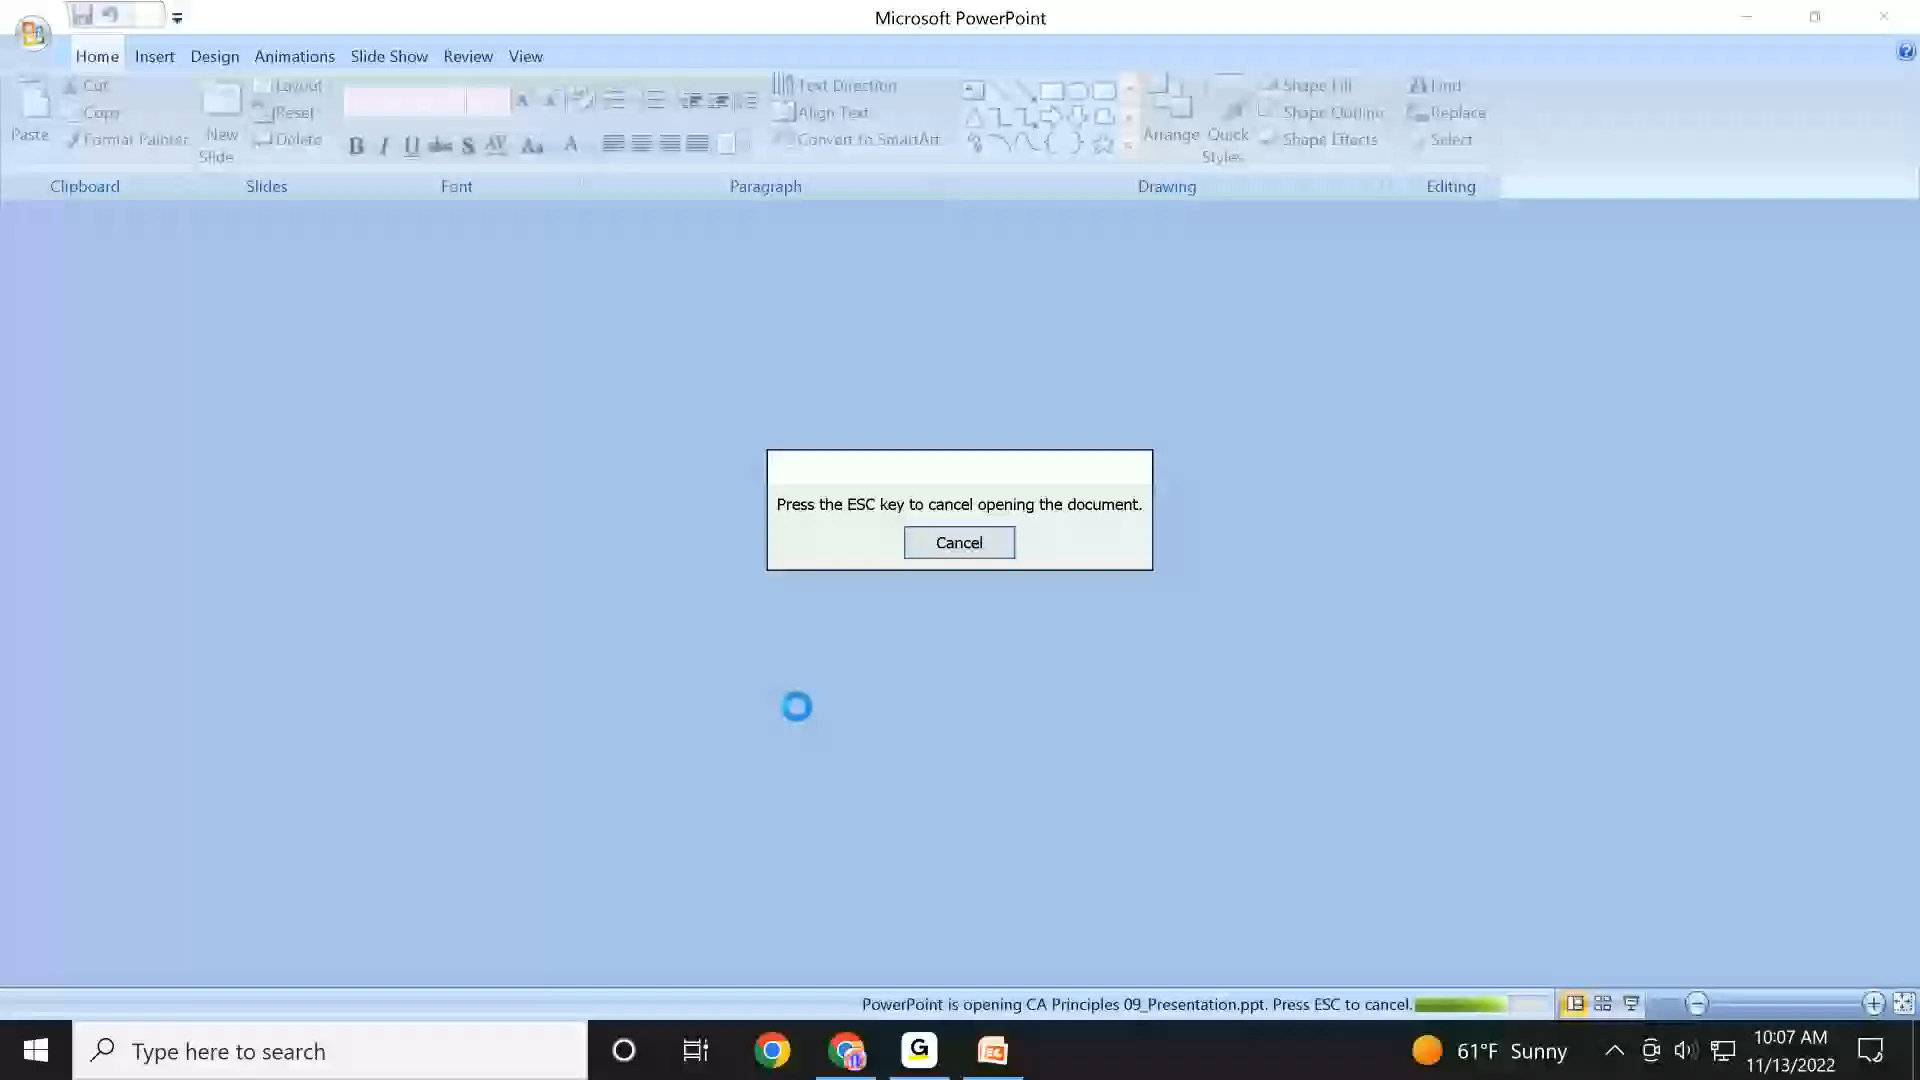 Microsoft PowerPoint
Home Insert Design Animations Slide Show Review View
Cut Layout Text Direction Shape Fill Find
Copy Reset Align Text Shape Outline Replace
Paste Format Painter New Slide Delete Convert to SmartArt Arrange Quick Styles Shape Effects Select
Clipboard Slides Font Paragraph Drawing Editing
Press the ESC key to cancel opening the document.
Cancel
PowerPoint is opening CA Principles 09_Presentation.ppt. Press ESC to cancel.
Type here to search
61°F Sunny
10:07 AM
11/13/2022